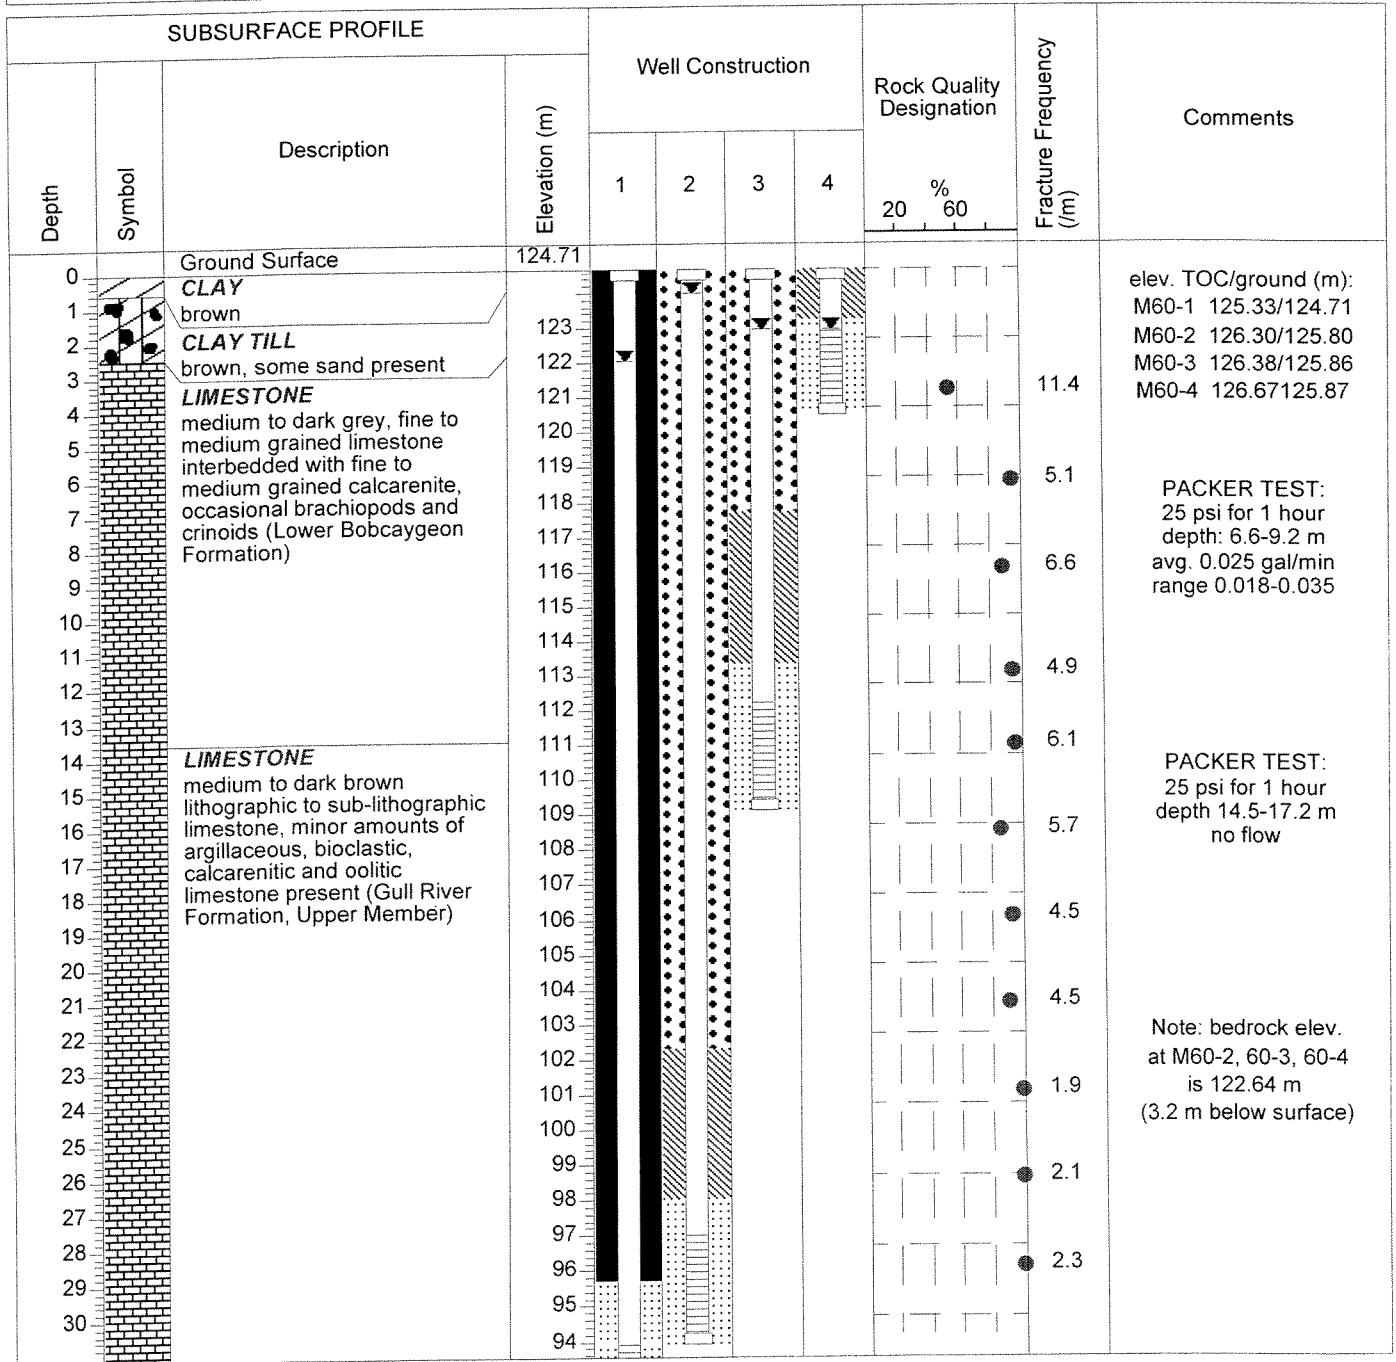 SUBSURFACE PROFILE
Well Construction
Rock Quality
Designation
Fracture Frequency
(/m)
Comments
Depth
Symbol
Description
Elevation (m)
1
2
3
4
%
20 60
Ground Surface
124.71
0
1
2
3
4
5
6
7
8
9
10
11
12
13
14
15
16
17
18
19
20
21
22
23
24
25
26
27
28
29
30
CLAY
brown
CLAY TILL
brown, some sand present
LIMESTONE
medium to dark grey, fine to
medium grained limestone
interbedded with fine to
medium grained calcarenite,
occasional brachiopods and
crinoids (Lower Bobcaygeon
Formation)
LIMESTONE
medium to dark brown
lithographic to sub-lithographic
limestone, minor amounts of
argillaceous, bioclastic,
calcarenitic and oolitic
limestone present (Gull River
Formation, Upper Member)
123
122
121
120
119
118
117
116
115
114
113
112
111
110
109
108
107
106
105
104
103
102
101
100
99
98
97
96
95
94
11.4
5.1
6.6
4.9
6.1
5.7
4.5
4.5
1.9
2.1
2.3
elev. TOC/ground (m):
M60-1 125.33/124.71
M60-2 126.30/125.80
M60-3 126.38/125.86
M60-4 126.67125.87
PACKER TEST:
25 psi for 1 hour
depth: 6.6-9.2 m
avg. 0.025 gal/min
range 0.018-0.035
PACKER TEST:
25 psi for 1 hour
depth 14.5-17.2 m
no flow
Note: bedrock elev.
at M60-2, 60-3, 60-4
is 122.64 m
(3.2 m below surface)